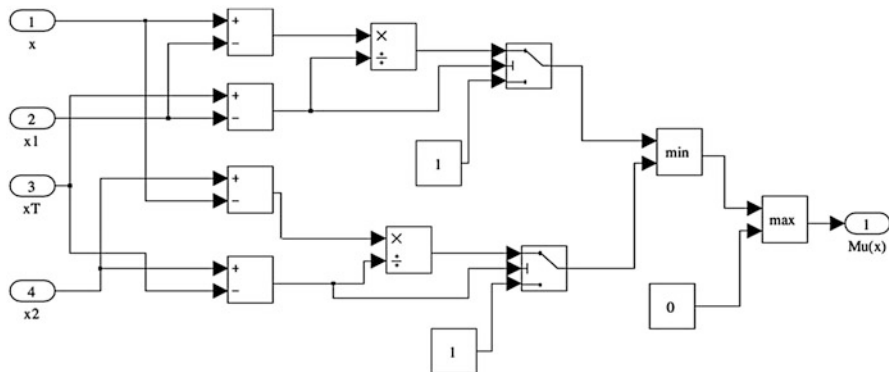 1
x
2
x1
3
xT
4
x2
+
−
+
−
+
−
+
−
×
÷
×
÷
1
1
min
max
0
1
Mu(x)